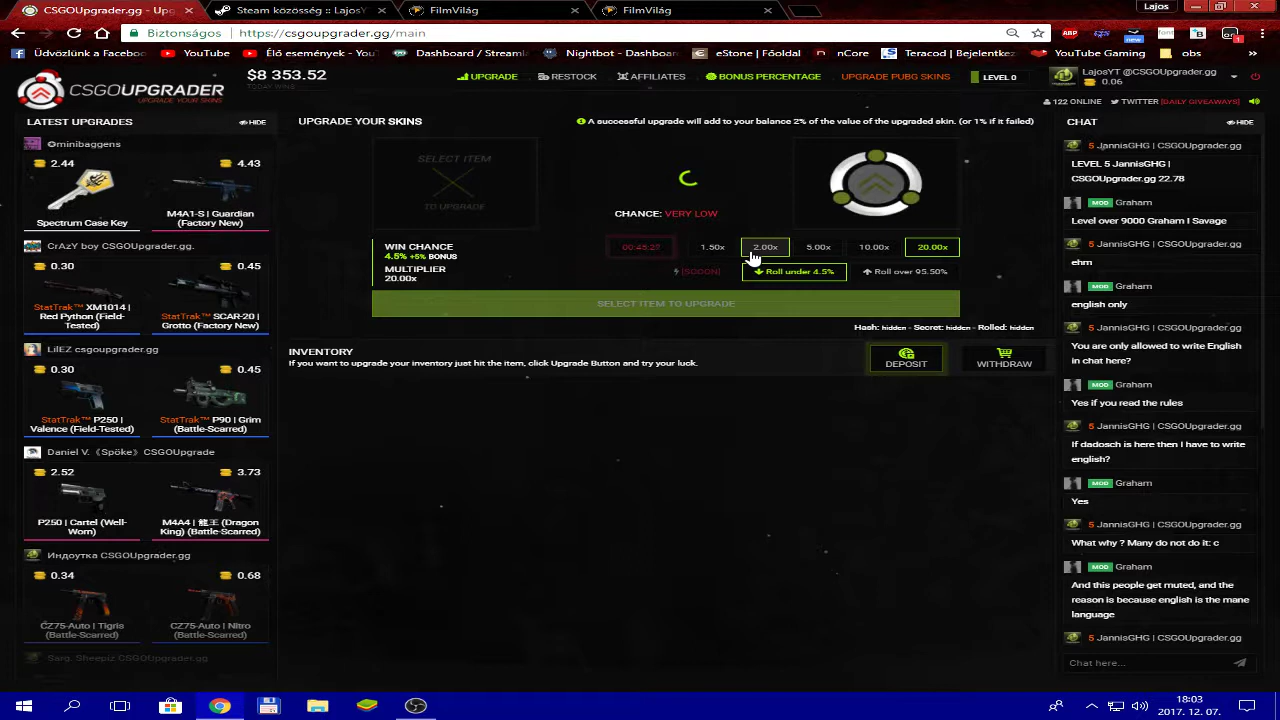 CSGOUpgrader.gg - Upg
Steam közösség :: LajosY
FilmVilág
FilmVilág
Lajos
Biztonságos
https://csgoupgrader.gg/main
Üdvözlünk a Faceboo
YouTube
Élő események - YouT
Dashboard / Streamla
Nightbot - Dashboard
eStone | Főoldal
nCore
Teracod | Bejelentkez
YouTube Gaming
obs
CSGOUPGRADER
UPGRADE YOUR SKINS
$8 353.52
TODAY WINS
UPGRADE
RESTOCK
AFFILIATES
BONUS PERCENTAGE
UPGRADE PUBG SKINS
LEVEL 0
LajosYT @CSGOUpgrader.gg
0.06
122 ONLINE
TWITTER [DAILY GIVEAWAYS]
LATEST UPGRADES
HIDE
minibaggens
2.44
4.43
Spectrum Case Key
M4A1-S | Guardian
(Factory New)
CrAzY boy CSGOUpgrader.gg.
0.30
0.45
StatTrak™ XM1014 |
Red Python (Field-
Tested)
StatTrak™ SCAR-20 |
Grotto (Factory New)
LilEZ csgoupgrader.gg
0.30
0.45
StatTrak™ P250 |
Valence (Field-Tested)
StatTrak™ P90 | Grim
(Battle-Scarred)
Daniel V.《Spöke》CSGOUpgrade
2.52
3.73
P250 | Cartel (Well-
Worn)
M4A4 | 龍王 (Dragon
King) (Battle-Scarred)
Индоутка CSGOUpgrader.gg
0.34
0.68
CZ75-Auto | Tigris
(Battle-Scarred)
CZ75-Auto | Nitro
(Battle-Scarred)
Sarg. Sheepiz CSGOUpgrader.gg
UPGRADE YOUR SKINS
A successful upgrade will add to your balance 2% of the value of the upgraded skin. (or 1% if it failed)
SELECT ITEM
TO UPGRADE
CHANCE: VERY LOW
WIN CHANCE
4.5% +5% BONUS
MULTIPLIER
20.00x
1.50x
2.00x
5.00x
10.00x
20.00x
[SOOON]
Roll under 4.5%
Roll over 95.50%
SELECT ITEM TO UPGRADE
Hash: hidden - Secret: hidden - Rolled: hidden
INVENTORY
If you want to upgrade your inventory just hit the item, click Upgrade Button and try your luck.
DEPOSIT
WITHDRAW
CHAT
HIDE
5 JannisGHG | CSGOUpgrader.gg
LEVEL 5 JannisGHG |
CSGOUpgrader.gg 22.78
MOD Graham
Level over 9000 Graham ! Savage
5 JannisGHG | CSGOUpgrader.gg
ehm
MOD Graham
english only
5 JannisGHG | CSGOUpgrader.gg
You are only allowed to write English
in chat here?
MOD Graham
Yes if you read the rules
5 JannisGHG | CSGOUpgrader.gg
If dadosch is here then I have to write
english?
MOD Graham
Yes
5 JannisGHG | CSGOUpgrader.gg
What why ? Many do not do it: c
MOD Graham
And this people get muted, and the
reason is because english is the mane
language
5 JannisGHG | CSGOUpgrader.gg
Chat here...
18:03
2017. 12. 07.